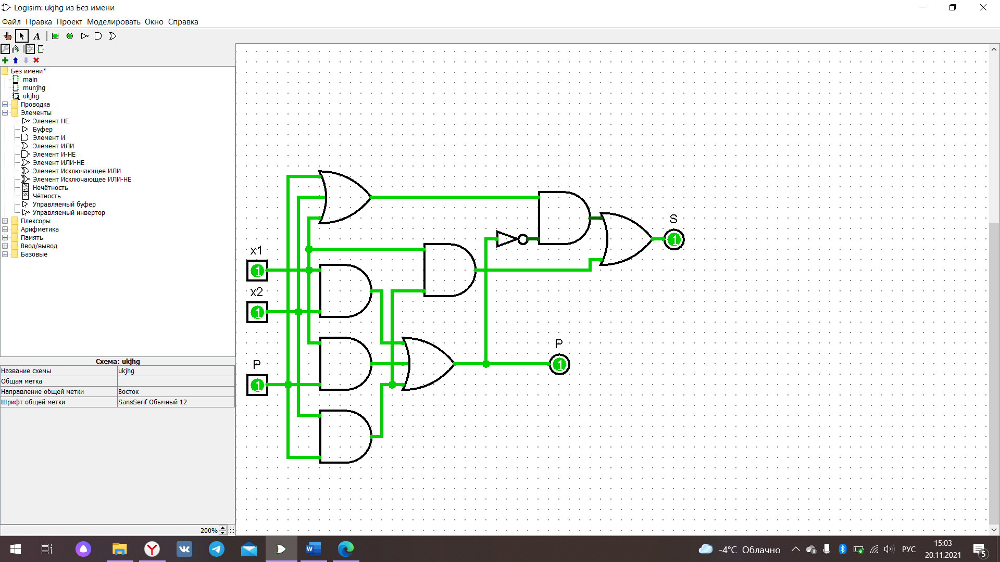 Logisim: ukjhg из Без имени
Файл Правка Проект Моделировать Окно Справка
A
Без имени*
main
munjhg
ukjhg
Проводка
Элементы
Элемент НЕ
Буфер
Элемент И
Элемент ИЛИ
Элемент И-НЕ
Элемент ИЛИ-НЕ
Элемент Исключающее ИЛИ
Элемент Исключающее ИЛИ-НЕ
Нечётность
Чётность
Управляемый буфер
Управляемый инвертор
Плексоры
Арифметика
Память
Ввод/вывод
Базовые
Схема: ukjhg
Название схемы ukjhg
Общая метка
Направление общей метки Восток
Шрифт общей метки SansSerif Обычный 12
200%
S
1
x1
1
x2
1
P
1
P
1
-4°C Облачно
РУС
15:03
20.11.2021
5